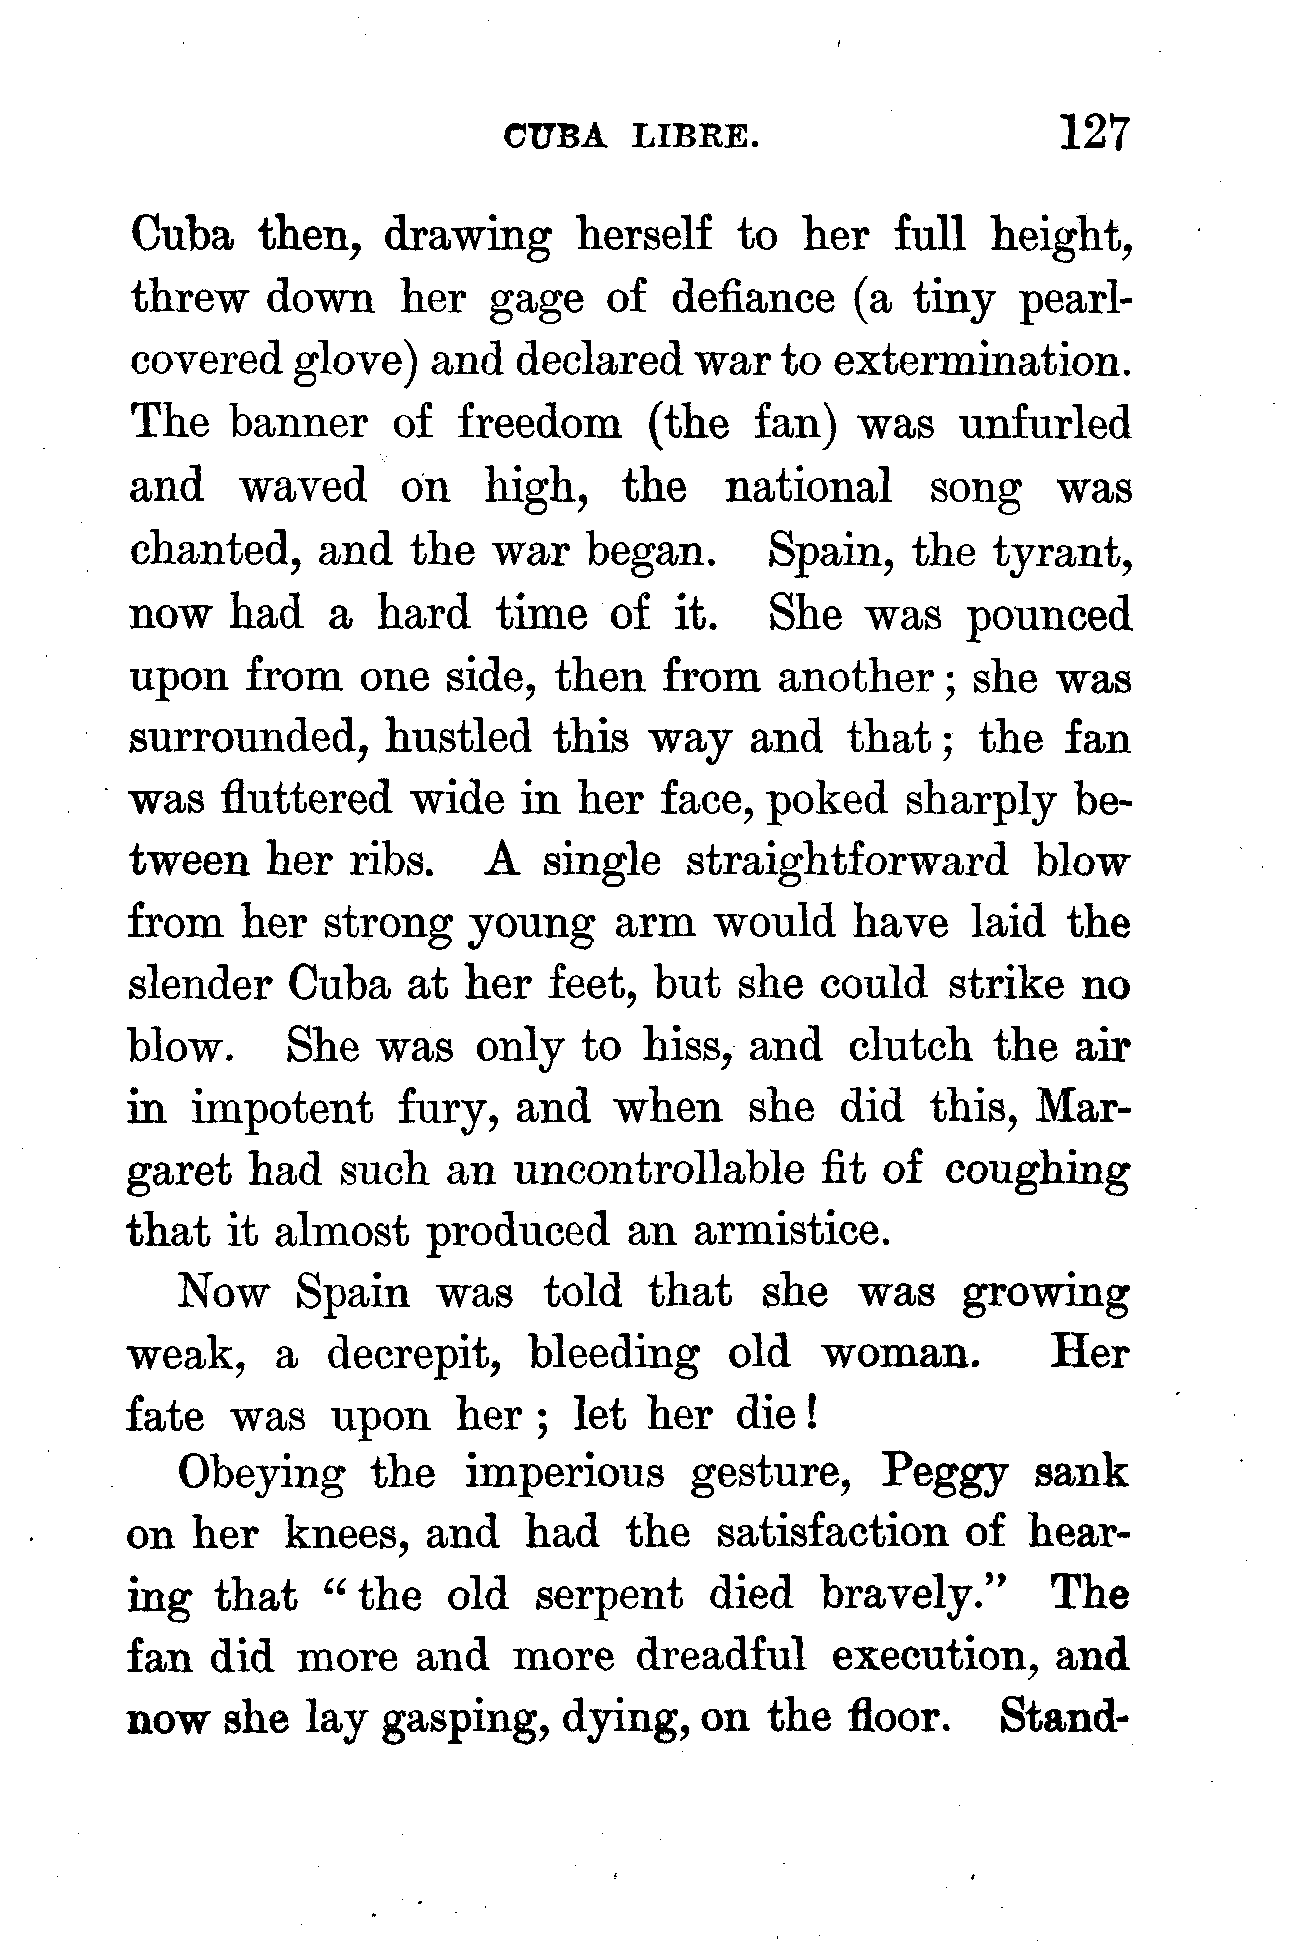 CUBA LIBRE. 127
Cuba then, drawing herself to her full height,
threw down her gage of defiance (a tiny pearl-
covered glove) and declared war to extermination.
The banner of freedom (the fan) was unfurled
and waved on high, the national song was
chanted, and the war began. Spain, the tyrant,
now had a hard time of it. She was pounced
upon from one side, then from another; she was
surrounded, hustled this way and that; the fan
was fluttered wide in her face, poked sharply be-
tween her ribs. A single straightforward blow
from her strong young arm would have laid the
slender Cuba at her feet, but she could strike no
blow. She was only to hiss, and clutch the air
in impotent fury, and when she did this, Mar-
garet had such an uncontrollable fit of coughing
that it almost produced an armistice.
Now Spain was told that she was growing
weak, a decrepit, bleeding old woman. Her
fate was upon her; let her die!
Obeying the imperious gesture, Peggy sank
on her knees, and had the satisfaction of hear-
ing that "the old serpent died bravely." The
fan did more and more dreadful execution, and
now she lay gasping, dying, on the floor. Stand-